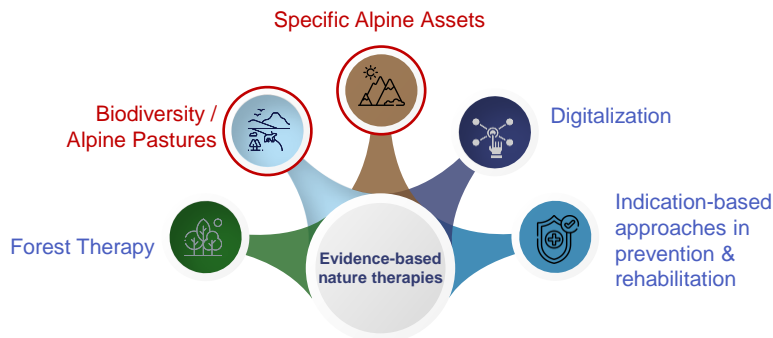 Specific Alpine Assets
Biodiversity /
Alpine Pastures
Digitalization
Forest Therapy
Indication-based
approaches in
prevention &
rehabilitation
Evidence-based
nature therapies